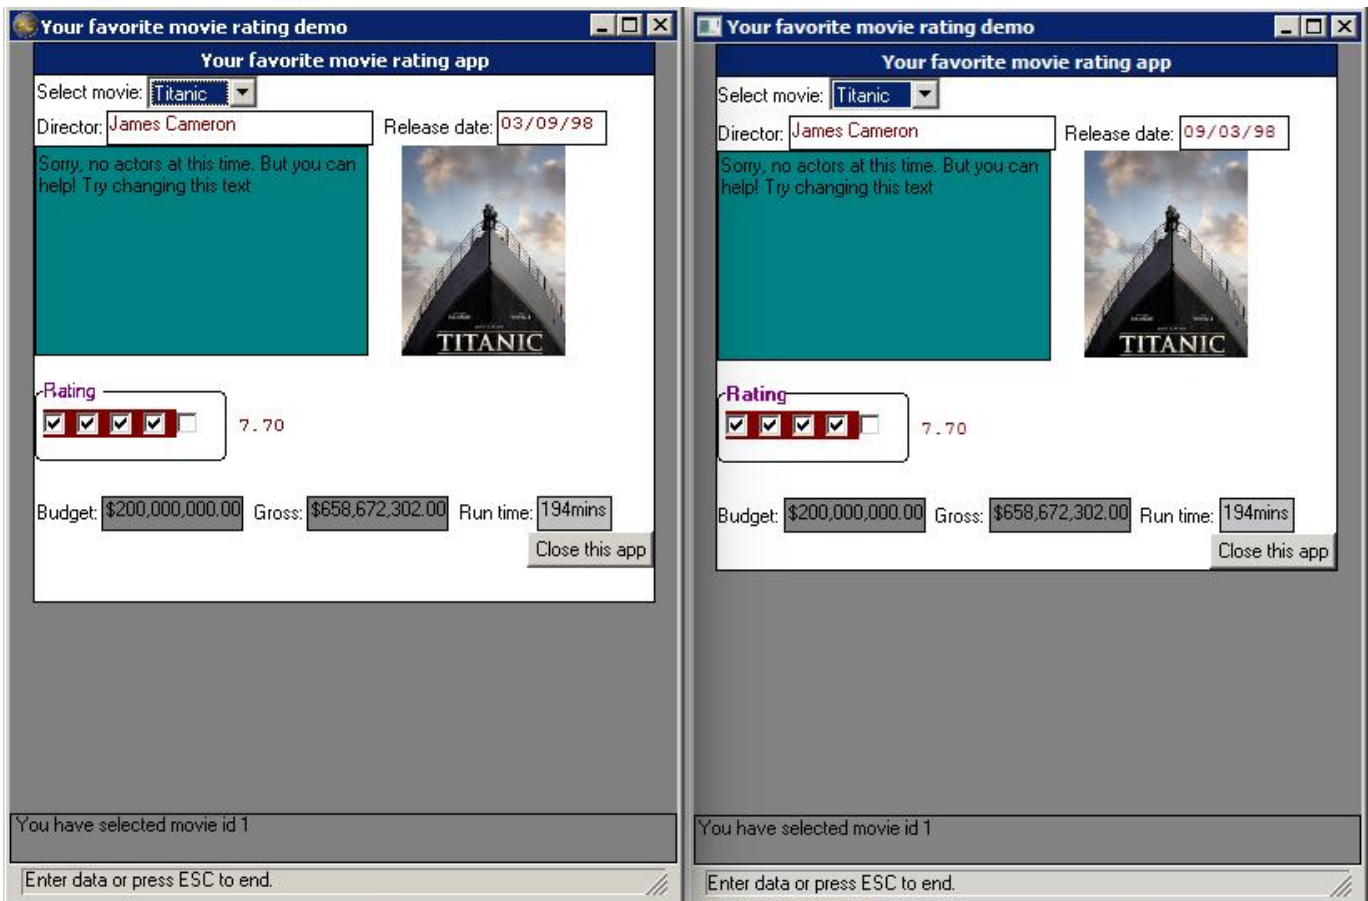 Your favorite movie rating demo
Your favorite movie rating app
Select movie: Titanic
Director: James Cameron Release date: 03/09/98
Sorry, no actors at this time. But you can
help! Try changing this text
TITANIC
Rating
7.70
Budget: $200,000,000.00 Gross: $658,672,302.00 Run time: 194mins
Close this app
You have selected movie id 1
Enter data or press ESC to end.
Your favorite movie rating demo
Your favorite movie rating app
Select movie: Titanic
Director: James Cameron Release date: 09/03/98
Sorry, no actors at this time. But you can
help! Try changing this text
TITANIC
Rating
7.70
Budget: $200,000,000.00 Gross: $658,672,302.00 Run time: 194mins
Close this app
You have selected movie id 1
Enter data or press ESC to end.